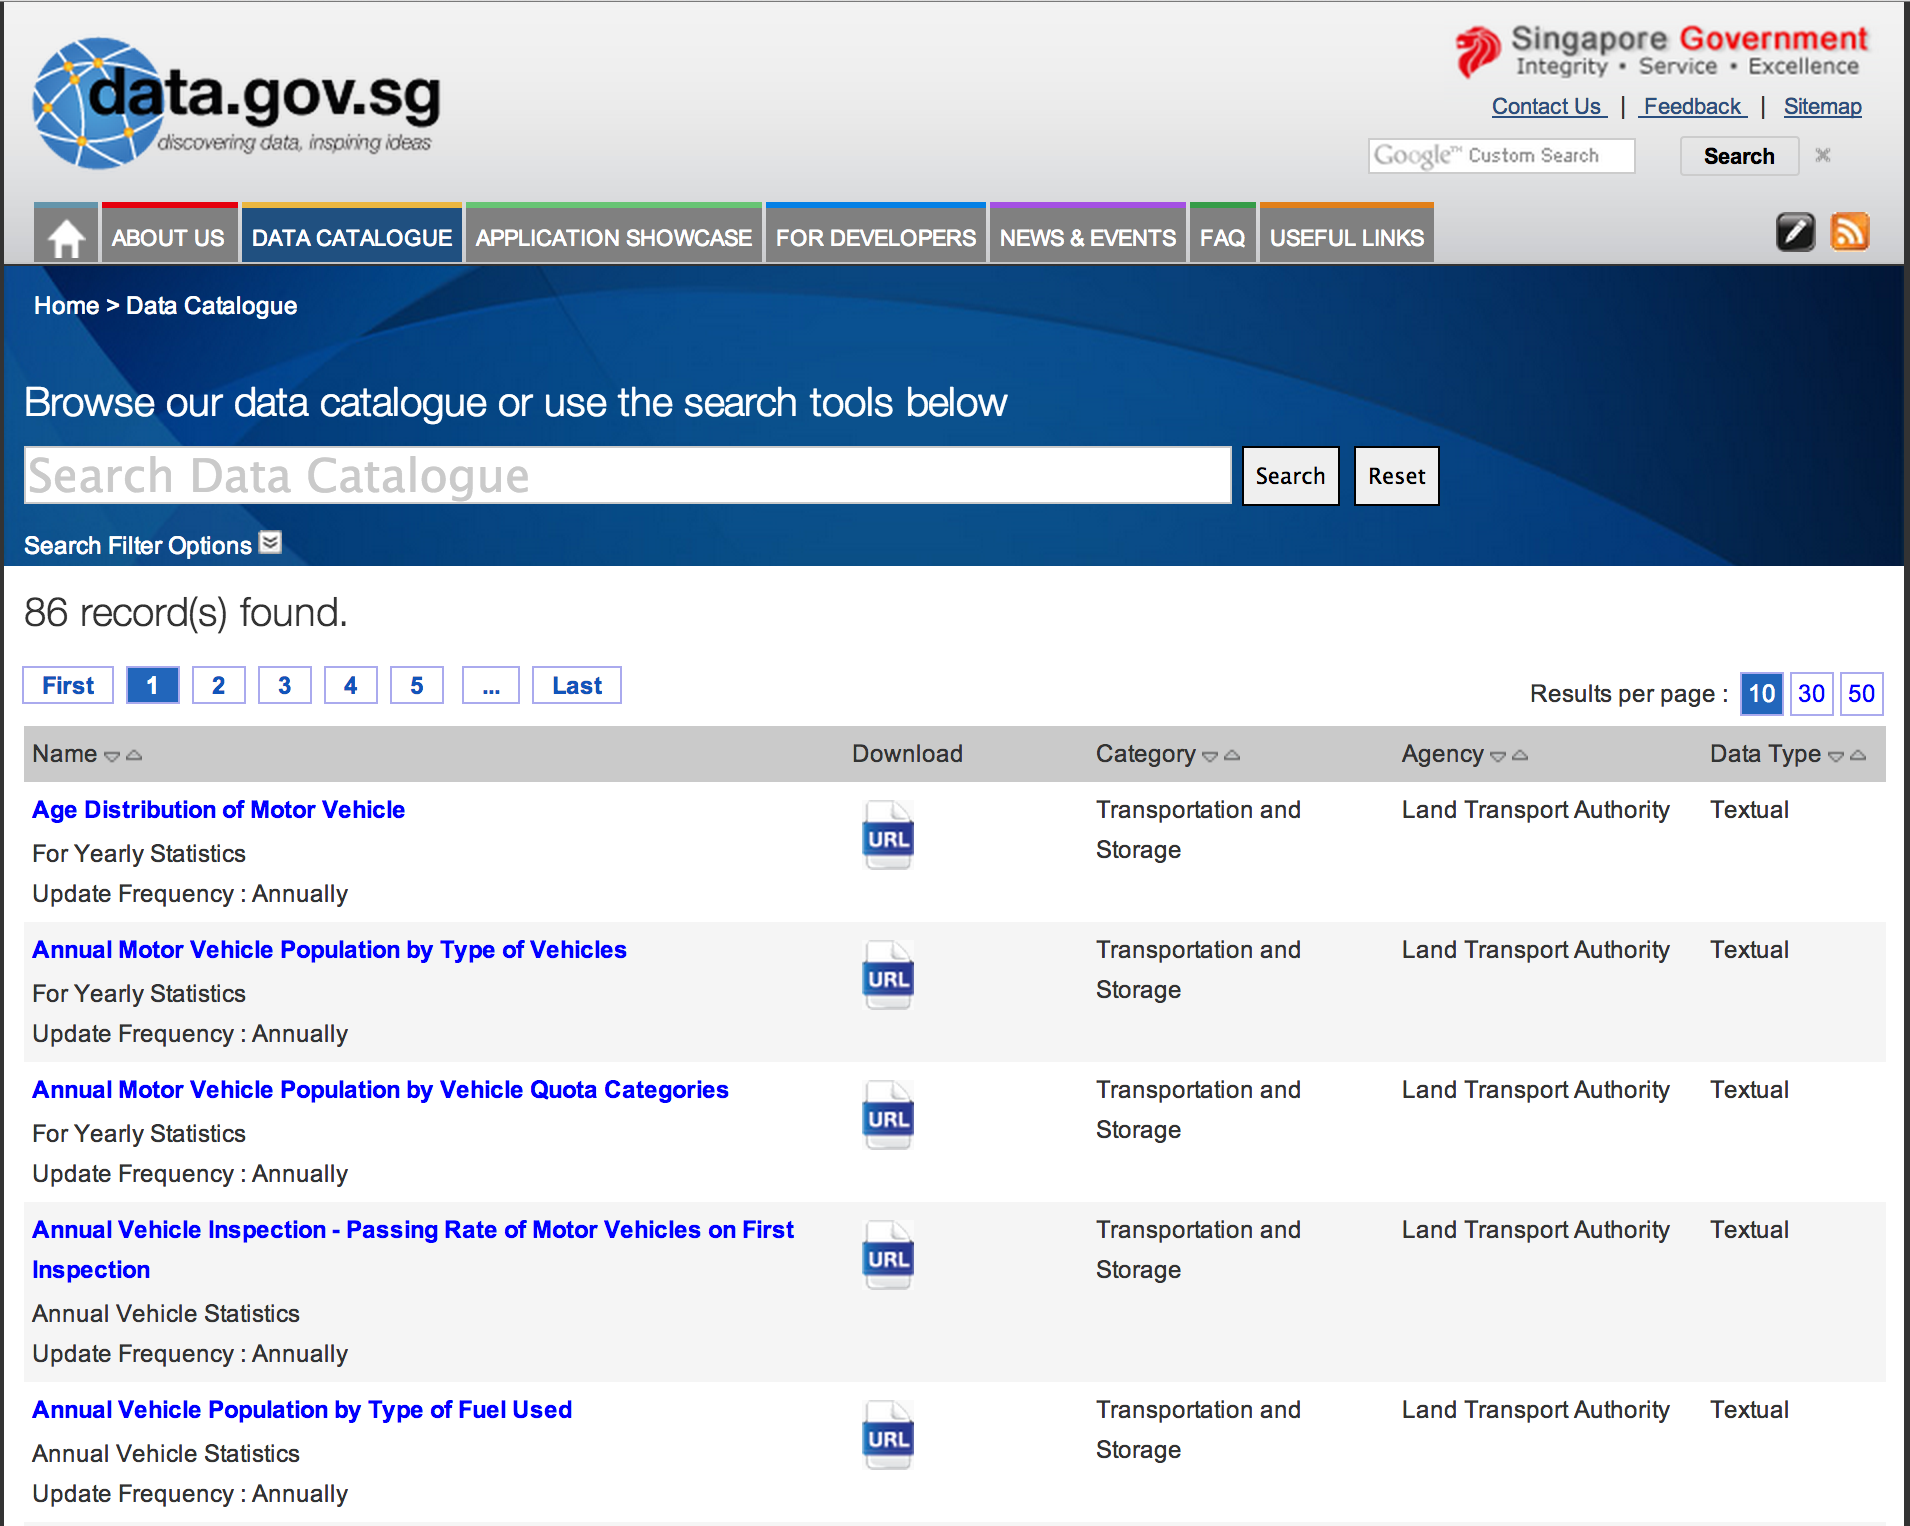 data.gov.sg
discovering data, inspiring ideas
Singapore Government
Integrity • Service • Excellence
Contact Us | Feedback | Sitemap
Google™ Custom Search Search
ABOUT US DATA CATALOGUE APPLICATION SHOWCASE FOR DEVELOPERS NEWS & EVENTS FAQ USEFUL LINKS
Home > Data Catalogue
Browse our data catalogue or use the search tools below
Search Data Catalogue Search Reset
Search Filter Options
86 record(s) found.
First 1 2 3 4 5 ... Last
Results per page : 10 30 50
Name Download Category Agency Data Type
Age Distribution of Motor Vehicle
For Yearly Statistics
Update Frequency : Annually
URL
Transportation and
Storage
Land Transport Authority
Textual
Annual Motor Vehicle Population by Type of Vehicles
For Yearly Statistics
Update Frequency : Annually
URL
Transportation and
Storage
Land Transport Authority
Textual
Annual Motor Vehicle Population by Vehicle Quota Categories
For Yearly Statistics
Update Frequency : Annually
URL
Transportation and
Storage
Land Transport Authority
Textual
Annual Vehicle Inspection - Passing Rate of Motor Vehicles on First
Inspection
Annual Vehicle Statistics
Update Frequency : Annually
URL
Transportation and
Storage
Land Transport Authority
Textual
Annual Vehicle Population by Type of Fuel Used
Annual Vehicle Statistics
Update Frequency : Annually
URL
Transportation and
Storage
Land Transport Authority
Textual